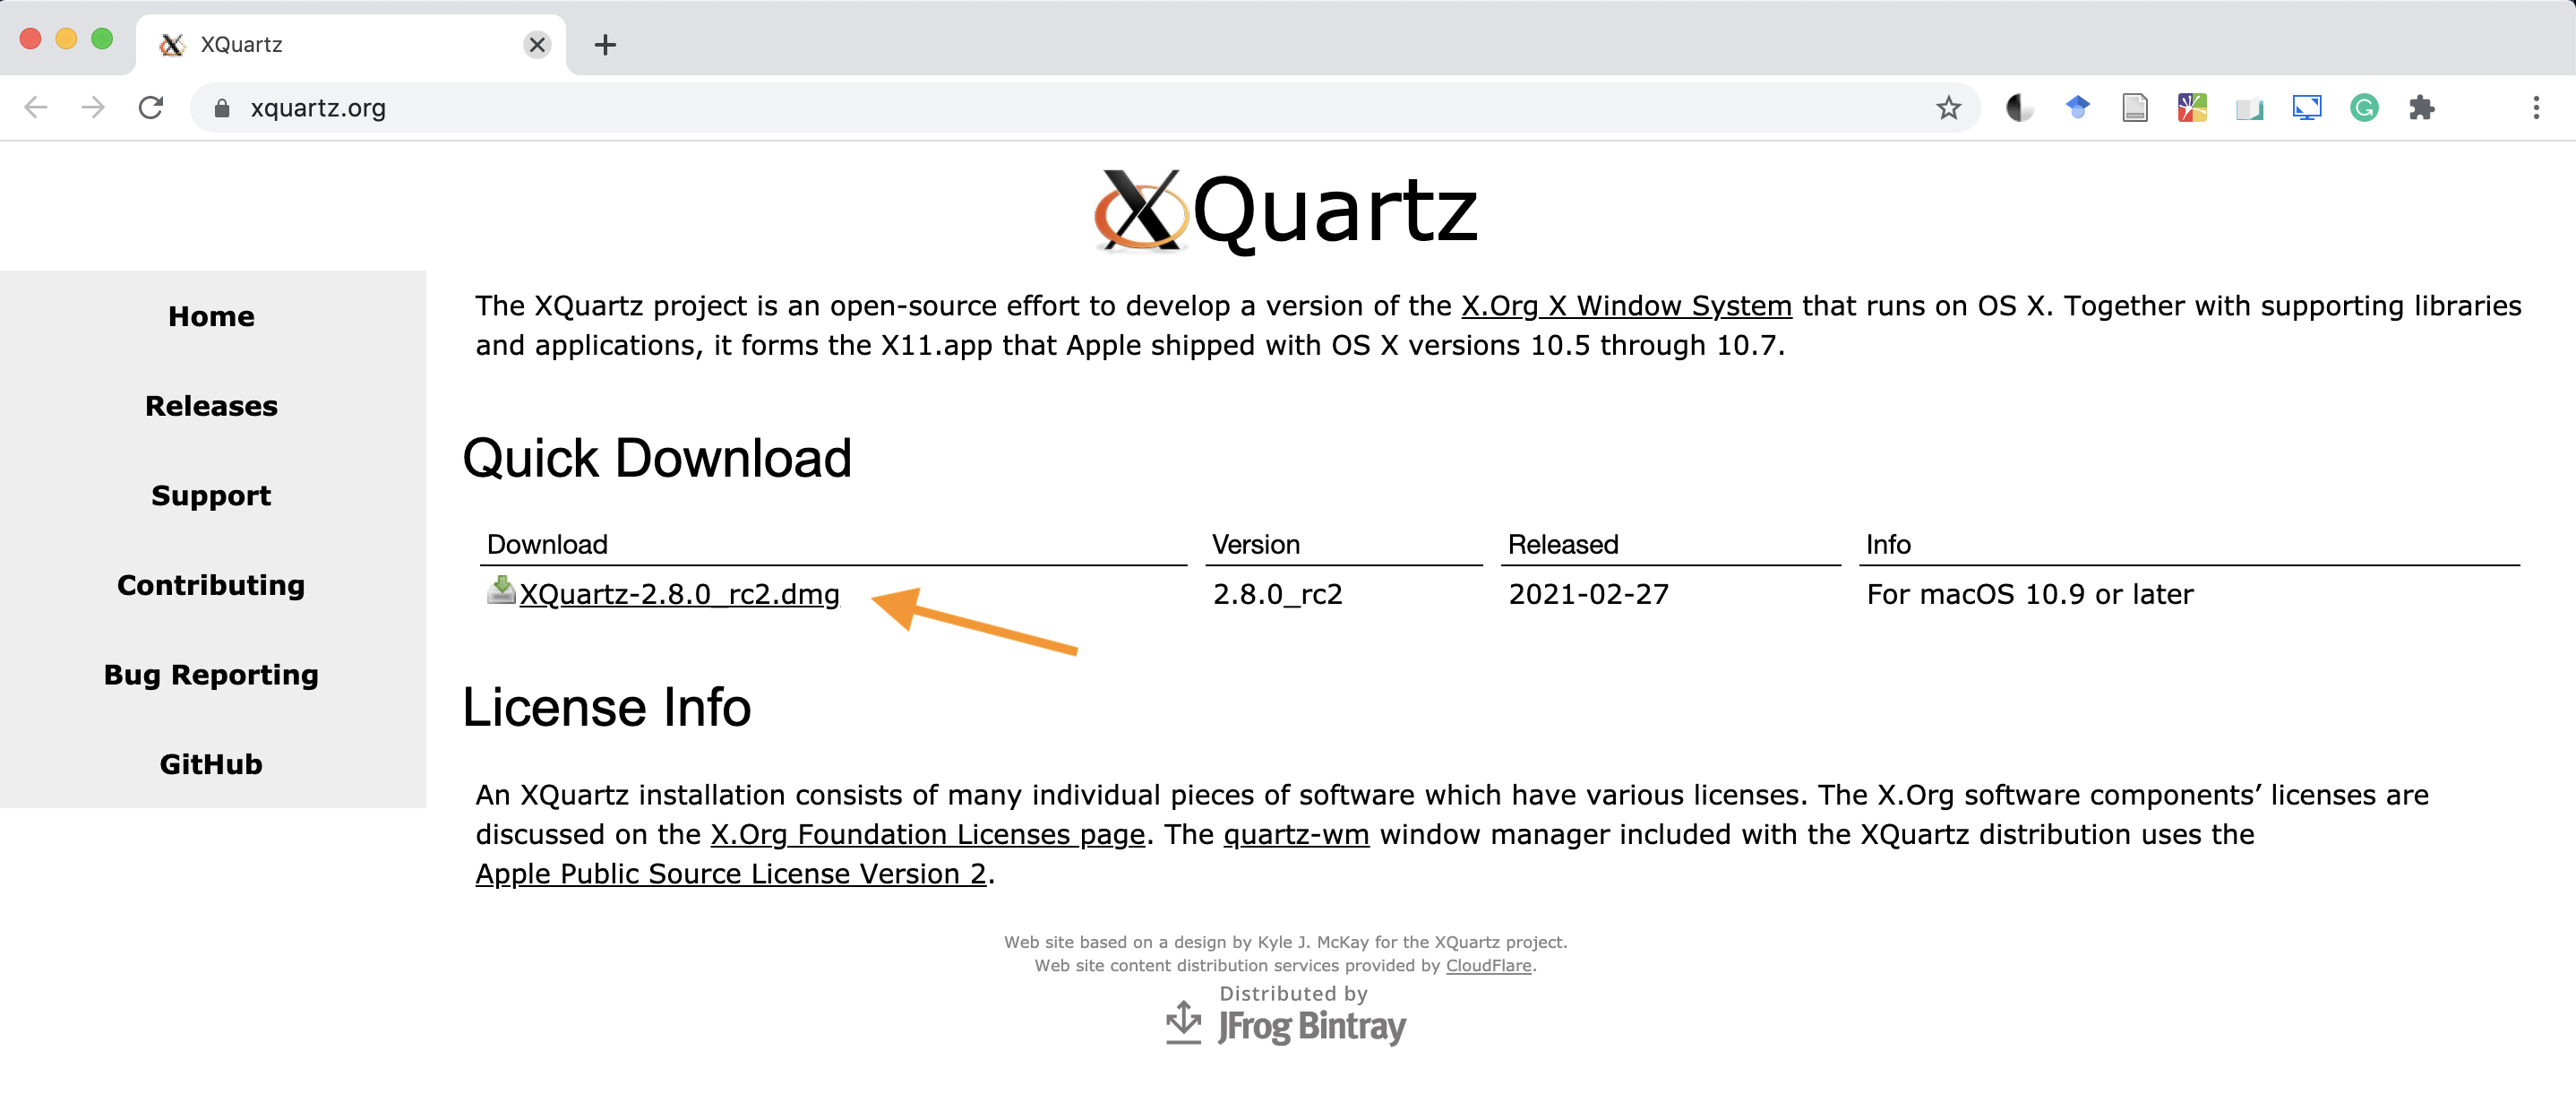 XQuartz
xquartz.org
XQuartz
Home
Releases
Support
Contributing
Bug Reporting
GitHub
The XQuartz project is an open-source effort to develop a version of the X.Org X Window System that runs on OS X. Together with supporting libraries
and applications, it forms the X11.app that Apple shipped with OS X versions 10.5 through 10.7.
Quick Download
Download Version Released Info
XQuartz-2.8.0_rc2.dmg 2.8.0_rc2 2021-02-27 For macOS 10.9 or later
License Info
An XQuartz installation consists of many individual pieces of software which have various licenses. The X.Org software components’ licenses are
discussed on the X.Org Foundation Licenses page. The quartz-wm window manager included with the XQuartz distribution uses the
Apple Public Source License Version 2.
Web site based on a design by Kyle J. McKay for the XQuartz project.
Web site content distribution services provided by CloudFlare.
Distributed by
JFrog Bintray